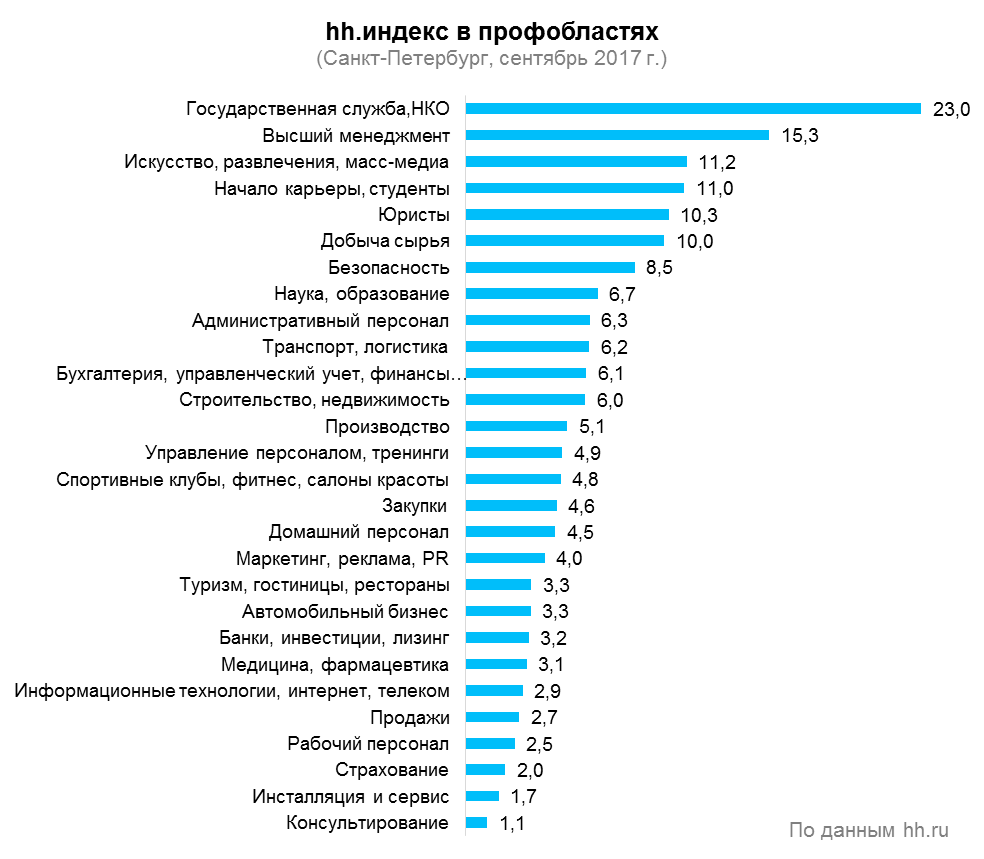 hh.индекс в профобластях
(Санкт-Петербург, сентябрь 2017 г.)
Государственная служба,НКО 23,0
Высший менеджмент 15,3
Искусство, развлечения, масс-медиа 11,2
Начало карьеры, студенты 11,0
Юристы 10,3
Добыча сырья 10,0
Безопасность 8,5
Наука, образование 6,7
Административный персонал 6,3
Транспорт, логистика 6,2
Бухгалтерия, управленческий учет, финансы… 6,1
Строительство, недвижимость 6,0
Производство 5,1
Управление персоналом, тренинги 4,9
Спортивные клубы, фитнес, салоны красоты 4,8
Закупки 4,6
Домашний персонал 4,5
Маркетинг, реклама, PR 4,0
Туризм, гостиницы, рестораны 3,3
Автомобильный бизнес 3,3
Банки, инвестиции, лизинг 3,2
Медицина, фармацевтика 3,1
Информационные технологии, интернет, телеком 2,9
Продажи 2,7
Рабочий персонал 2,5
Страхование 2,0
Инсталляция и сервис 1,7
Консультирование 1,1
По данным hh.ru